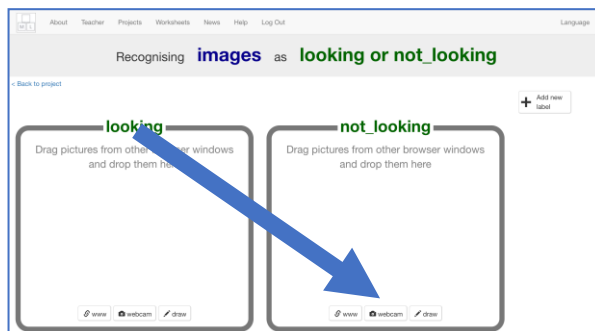 About Teacher Projects Worksheets News Help Log Out Language
Recognising images as looking or not_looking
< Back to project
Add new
label
looking
Drag pictures from other browser windows
and drop them here
www webcam draw
not_looking
Drag pictures from other browser windows
and drop them here
www webcam draw